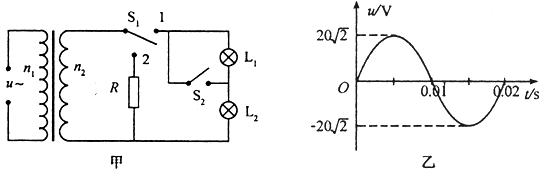 S₁ 1
2
u~ n₁ n₂ R S₂ L₁
L₂
甲
u/V
20√2
O 0.01 0.02 t/s
-20√2
乙